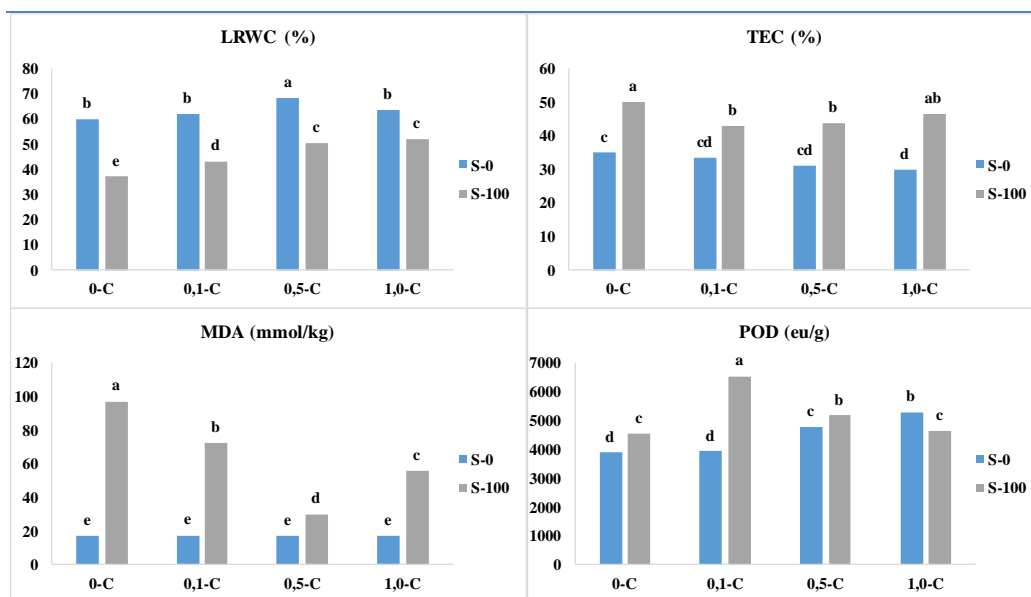 LRWC (%)
80
70
60
50
40
30
20
10
0
b
e
b
d
a
c
b
c
0-C
0,1-C
0,5-C
1,0-C
S-0
S-100
TEC (%)
60
50
40
30
20
10
0
c
a
cd
b
cd
b
d
ab
0-C
0,1-C
0,5-C
1,0-C
S-0
S-100
MDA (mmol/kg)
120
100
80
60
40
20
0
e
a
e
b
e
d
e
c
0-C
0,1-C
0,5-C
1,0-C
S-0
S-100
POD (eu/g)
7000
6000
5000
4000
3000
2000
1000
0
d
c
d
a
c
b
b
c
0-C
0,1-C
0,5-C
1,0-C
S-0
S-100